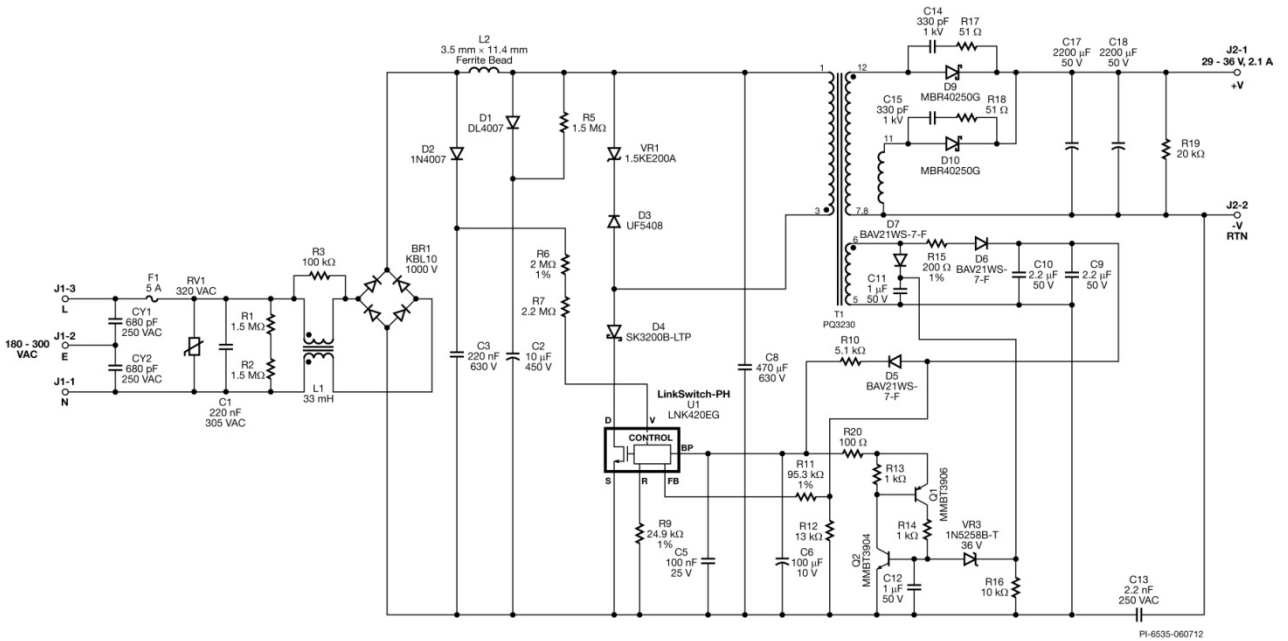 L2
3.5 mm × 11.4 mm
Ferrite Bead
D1
DL4007
D2
1N4007
R5
1.5 MΩ
VR1
1.5KE200A
D3
UF5408
R6
2 MΩ
1%
R7
2.2 MΩ
D4
SK3200B-LTP
C3
220 nF
630 V
C2
10 µF
450 V
C8
470 µF
630 V
J1-3
L
J1-2
E
J1-1
N
180 - 300
VAC
F1
5 A
CY1
680 pF
250 VAC
CY2
680 pF
250 VAC
RV1
320 VAC
C1
220 nF
305 VAC
R1
1.5 MΩ
R2
1.5 MΩ
R3
100 kΩ
L1
33 mH
BR1
KBL10
1000 V
1
3
12
11
7,8
6
5
T1
PQ3230
C14
330 pF
1 kV
R17
51 Ω
D9
MBR40250G
C15
330 pF
1 kV
R18
51 Ω
D10
MBR40250G
C17
2200 µF
50 V
C18
2200 µF
50 V
R19
20 kΩ
J2-1
29 - 36 V, 2.1 A
+V
J2-2
-V
RTN
D7
BAV21WS-7-F
R15
200 Ω
1%
D6
BAV21WS-
7-F
C11
1 µF
50 V
C10
2.2 µF
50 V
C9
2.2 µF
50 V
R10
5.1 kΩ
D5
BAV21WS-
7-F
LinkSwitch-PH
U1
LNK420EG
D
V
CONTROL
BP
S
R
FB
R9
24.9 kΩ
1%
C5
100 nF
25 V
C6
100 µF
10 V
R11
95.3 kΩ
1%
R12
13 kΩ
R20
100 Ω
R13
1 kΩ
Q1
MMBT3906
R14
1 kΩ
Q2
MMBT3904
VR3
1N5258B-T
36 V
C12
1 µF
50 V
R16
10 kΩ
C13
2.2 nF
250 VAC
PI-6535-060712